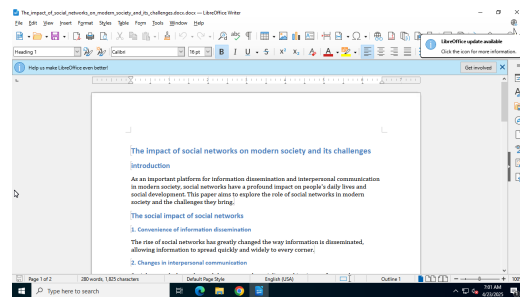 The_impact_of_social_networks_on_modern_society_and_its_challenges.docx.docx — LibreOffice Writer
File Edit View Insert Format Styles Table Form Tools Window Help
LibreOffice update available
Click the icon for more information.
Heading 1 Calibri 16 pt
Help us make LibreOffice even better! Get involved
The impact of social networks on modern society and its challenges
introduction
As an important platform for information dissemination and interpersonal communication
in modern society, social networks have a profound impact on people's daily lives and
social development. This paper aims to explore the role of social networks in modern
society and the challenges they bring.
The social impact of social networks
1. Convenience of information dissemination
The rise of social networks has greatly changed the way information is disseminated,
allowing information to spread quickly and widely to every corner.
2. Changes in interpersonal communication
Page 1 of 2 280 words, 1,825 characters Default Page Style English (USA) Outline 1
Type here to search
7:01 AM
6/23/2025